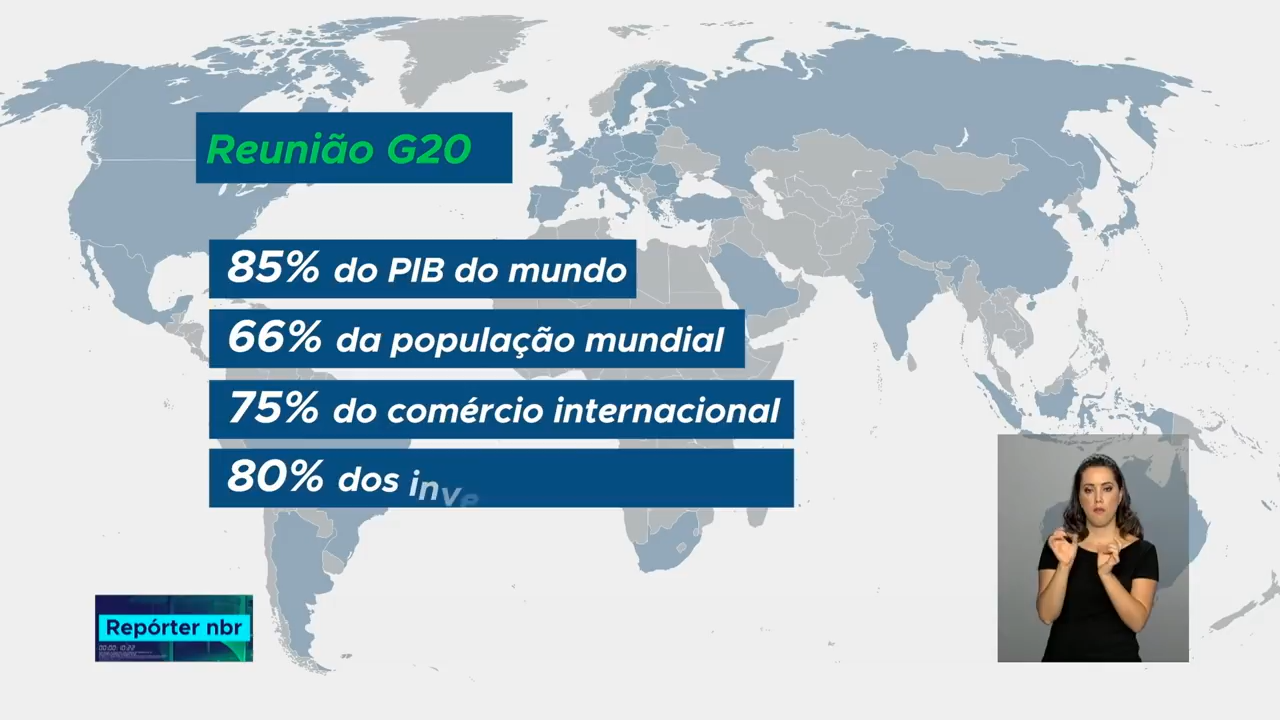 Reunião G20
85% do PIB do mundo
66% da população mundial
75% do comércio internacional
80% dos inve
Repórter nbr